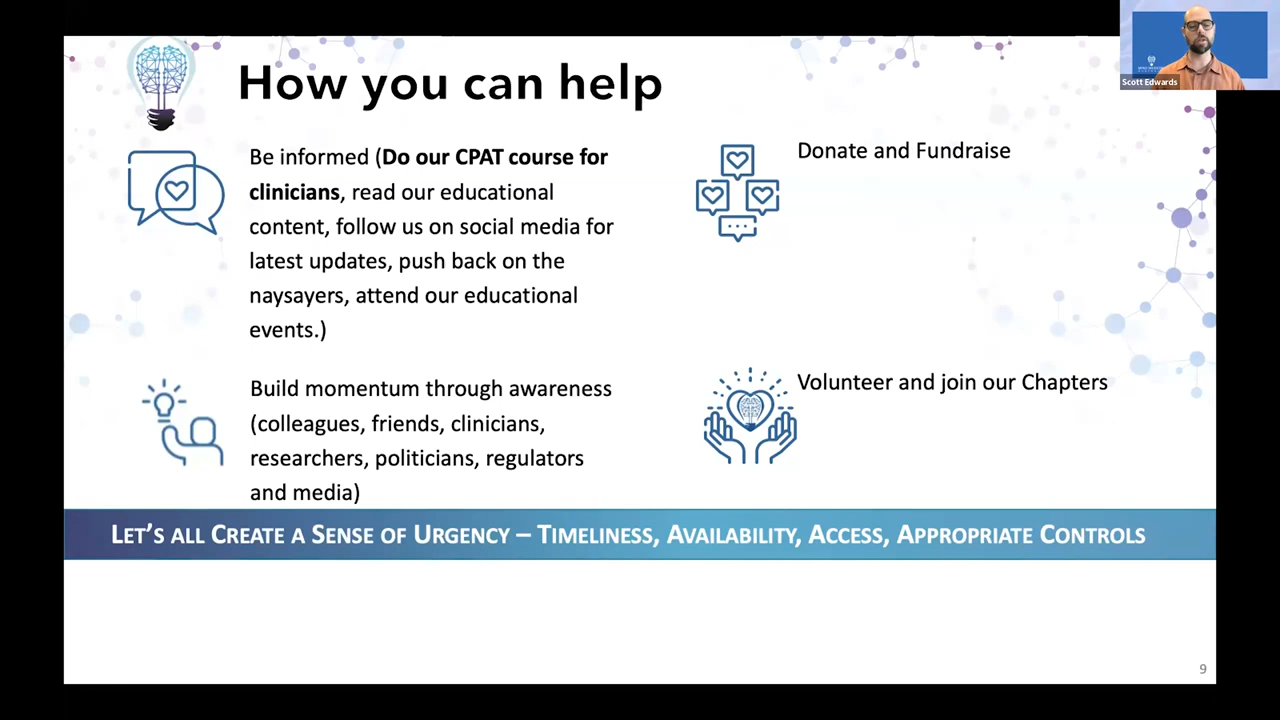 How you can help
Be informed (Do our CPAT course for
clinicians, read our educational
content, follow us on social media for
latest updates, push back on the
naysayers, attend our educational
events.)
Build momentum through awareness
(colleagues, friends, clinicians,
researchers, politicians, regulators
and media)
Donate and Fundraise
Volunteer and join our Chapters
LET'S ALL CREATE A SENSE OF URGENCY – TIMELINESS, AVAILABILITY, ACCESS, APPROPRIATE CONTROLS
9
Scott Edwards